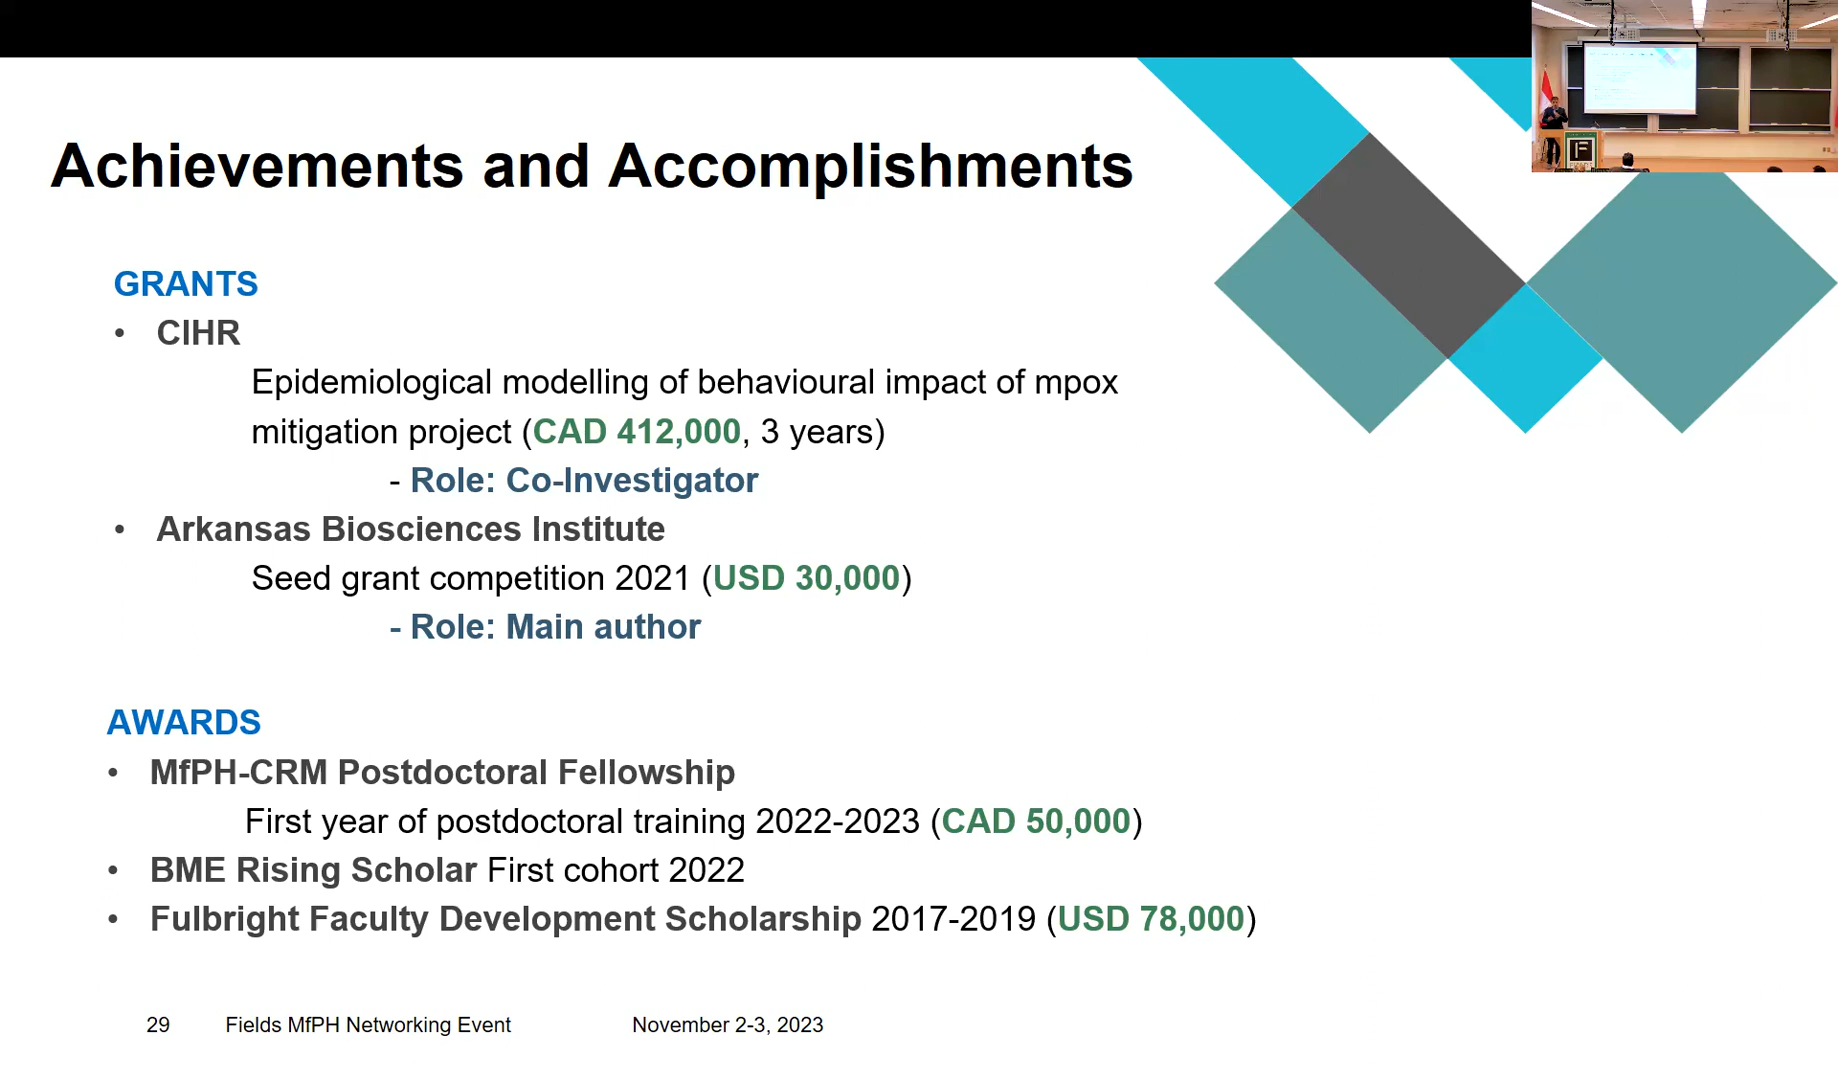 Achievements and Accomplishments
GRANTS
• CIHR
Epidemiological modelling of behavioural impact of mpox
mitigation project (CAD 412,000, 3 years)
- Role: Co-Investigator
• Arkansas Biosciences Institute
Seed grant competition 2021 (USD 30,000)
- Role: Main author
AWARDS
• MfPH-CRM Postdoctoral Fellowship
First year of postdoctoral training 2022-2023 (CAD 50,000)
• BME Rising Scholar First cohort 2022
• Fulbright Faculty Development Scholarship 2017-2019 (USD 78,000)
29 Fields MfPH Networking Event November 2-3, 2023